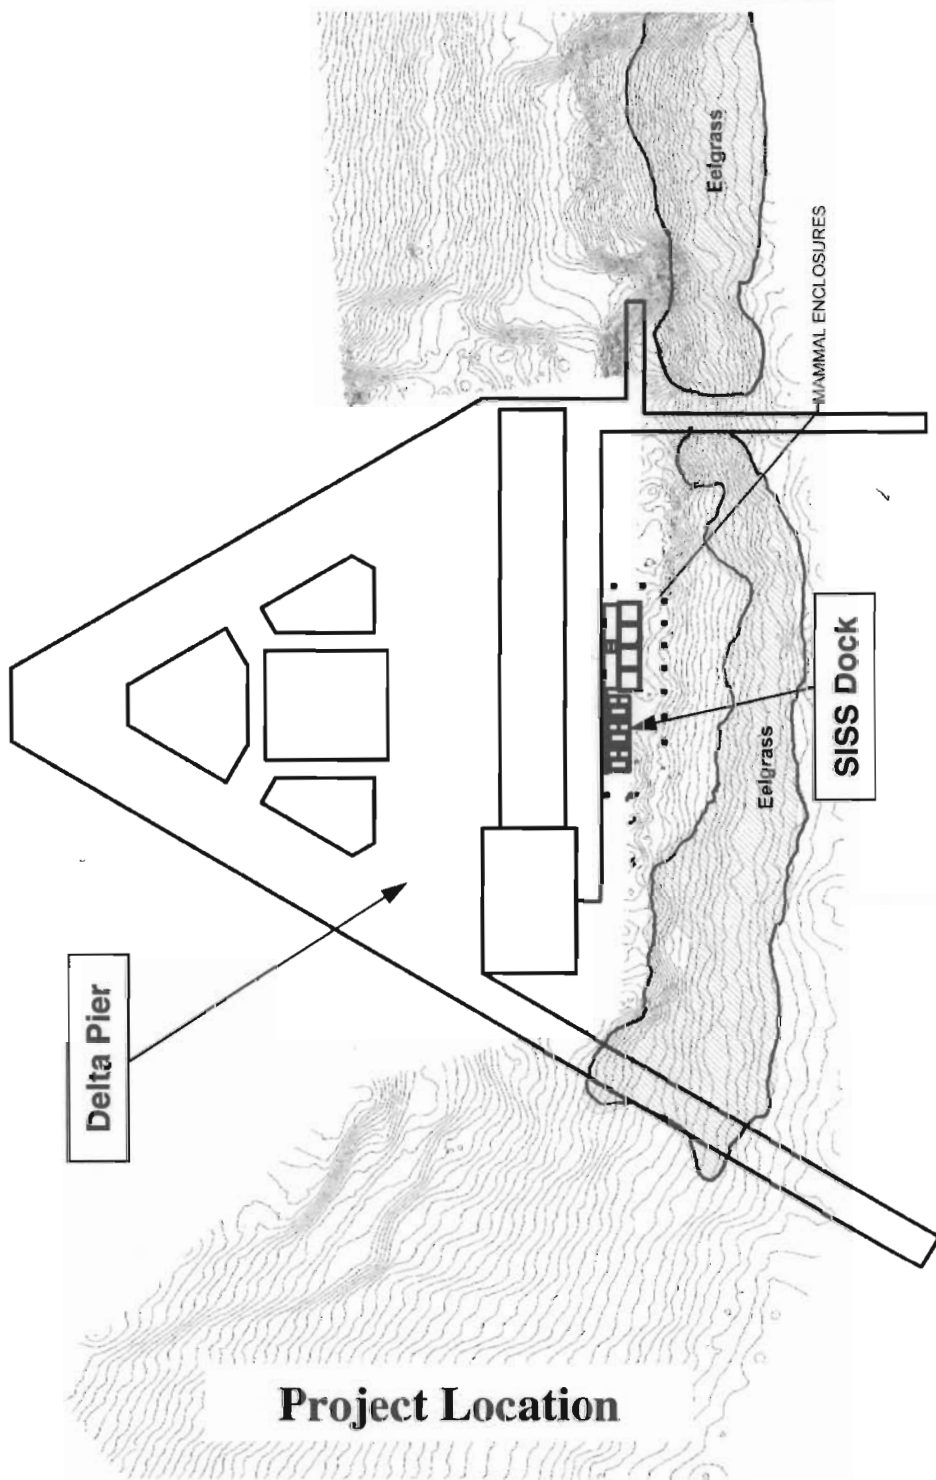 Eelgrass
MAMMAL ENCLOSURES
SISS Dock
Eelgrass
Delta Pier
Project Location